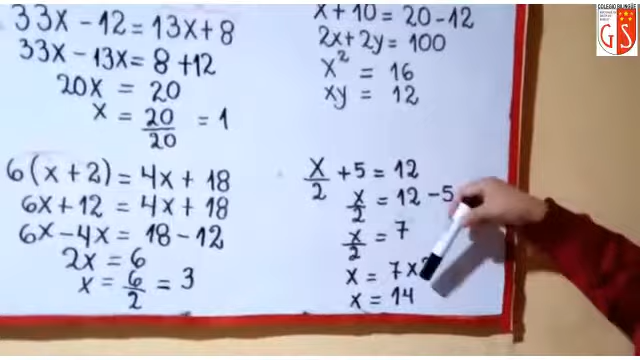 33x - 12 = 13x + 8
33x - 13x = 8 + 12
20x = 20
x = 20/20 = 1
6(x + 2) = 4x + 18
6x + 12 = 4x + 18
6x - 4x = 18 - 12
2x = 6
x = 6/2 = 3
x + 10 = 20 - 12
2x + 2y = 100
x² = 16
xy = 12
x/2 + 5 = 12
x/2 = 12 - 5
x/2 = 7
x = 7x2
x = 14
GS